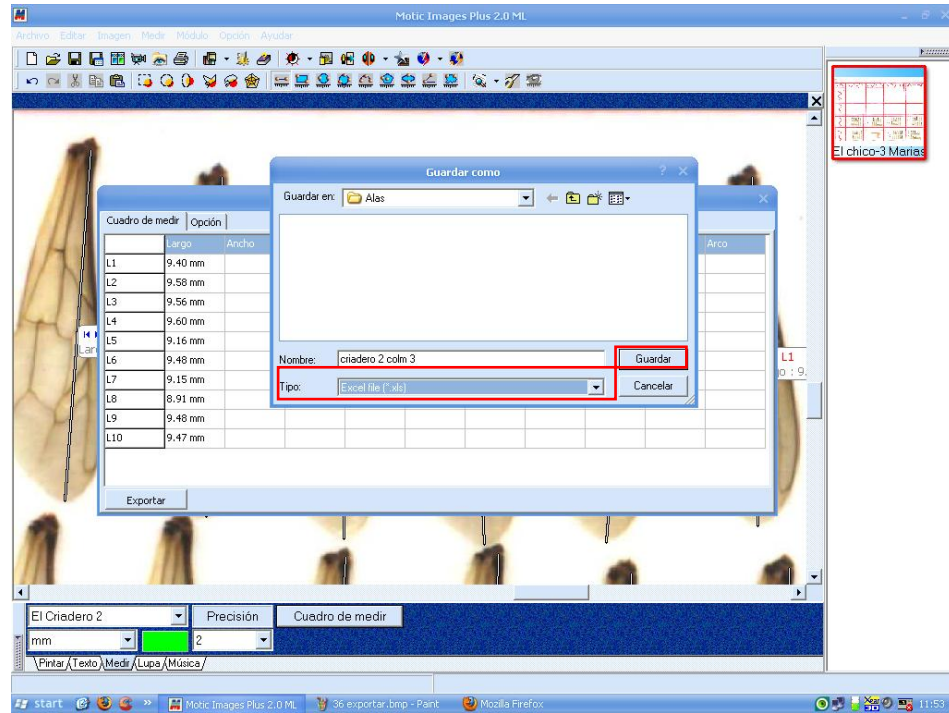 Motic Images Plus 2.0 ML
Archivo Editar Imagen Medir Módulo Opción Ayudar
El chico-3 Marias
Guardar como
Guardar en: Alas
Cuadro de medir Opción
Largo Ancho Arco
L1 9.40 mm
L2 9.58 mm
L3 9.56 mm
L4 9.60 mm
L5 9.16 mm
L6 9.48 mm
L7 9.15 mm
L8 8.91 mm
L9 9.48 mm
L10 9.47 mm
Nombre: criadero 2 colm 3 Guardar
Tipo: Excel file (*.xls) Cancelar
L1
o : 9.
Lar
Exportar
El Criadero 2 Precisión Cuadro de medir
mm 2
Pintar Texto Medir Lupa Música
start Motic Images Plus 2.0 ML 36 exportar.bmp - Paint Mozilla Firefox 11:53